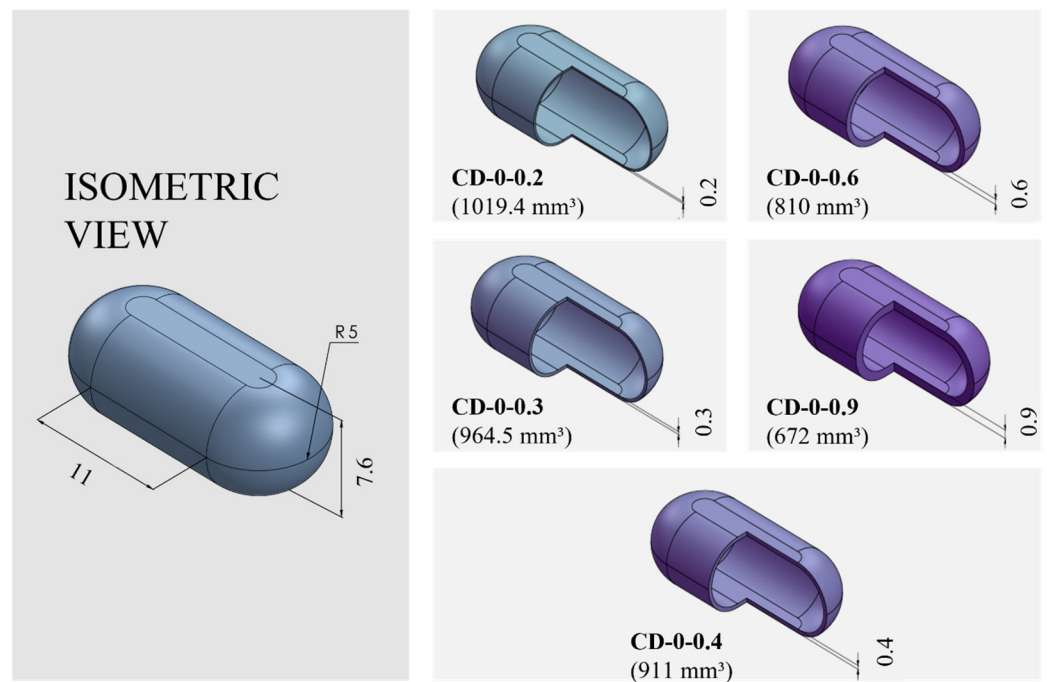 ISOMETRIC
VIEW
R5
11
7.6
CD-0-0.2
(1019.4 mm³)
0.2
CD-0-0.6
(810 mm³)
0.6
CD-0-0.3
(964.5 mm³)
0.3
CD-0-0.9
(672 mm³)
0.9
CD-0-0.4
(911 mm³)
0.4